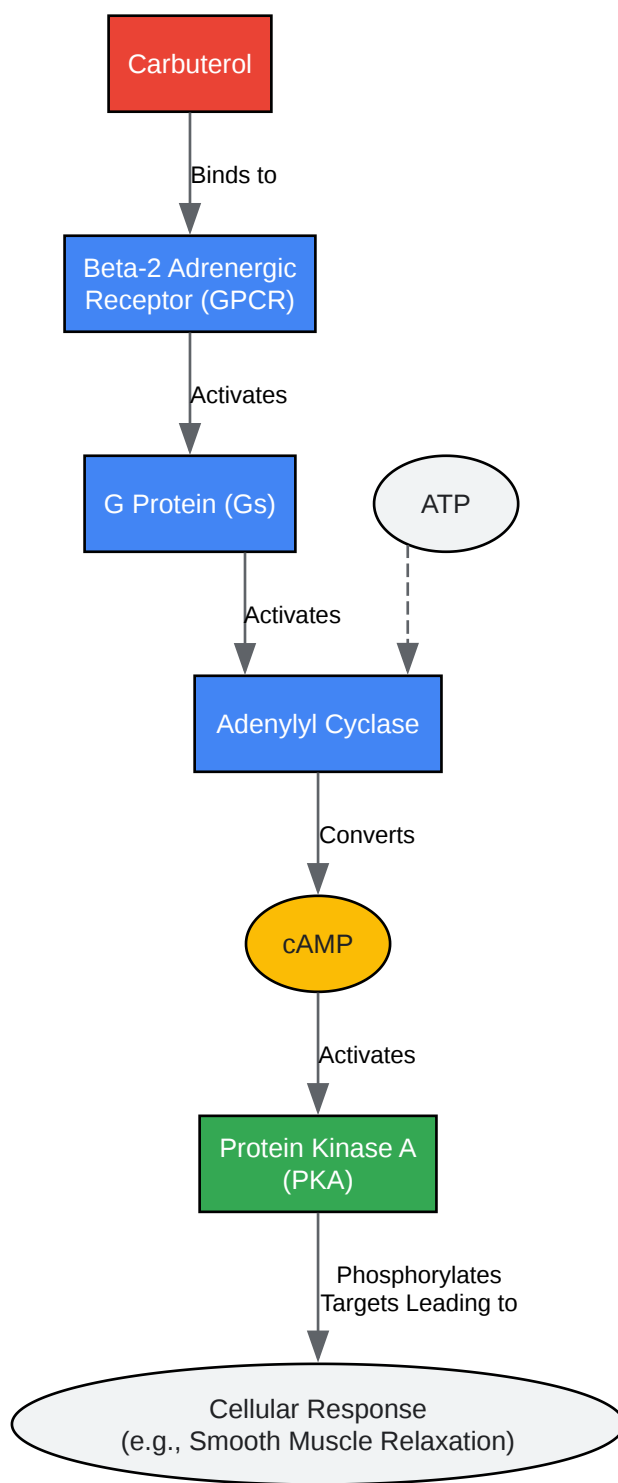 Carbuterol
Binds to
Beta-2 Adrenergic
Receptor (GPCR)
Activates
G Protein (Gs)
ATP
Activates
Adenylyl Cyclase
Converts
cAMP
Activates
Protein Kinase A
(PKA)
Phosphorylates
Targets Leading to
Cellular Response
(e.g., Smooth Muscle Relaxation)